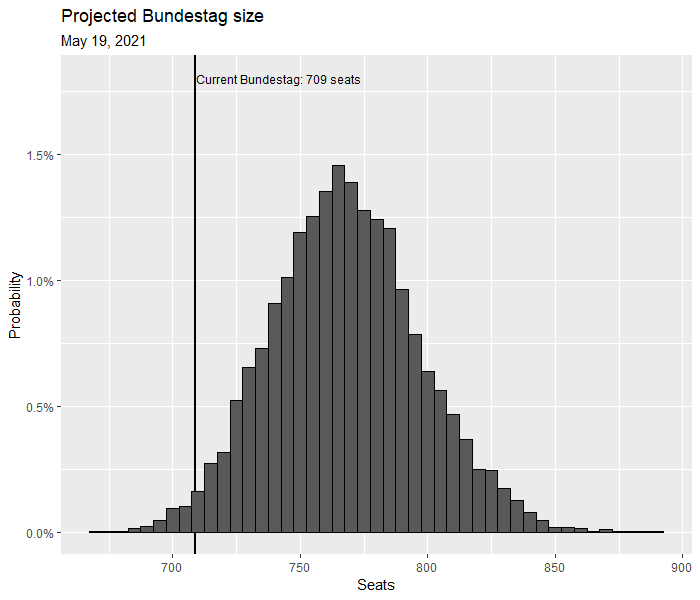 Projected Bundestag size
May 19, 2021
Current Bundestag: 709 seats
1.5%
1.0%
0.5%
0.0%
Probability
700 750 800 850 900
Seats